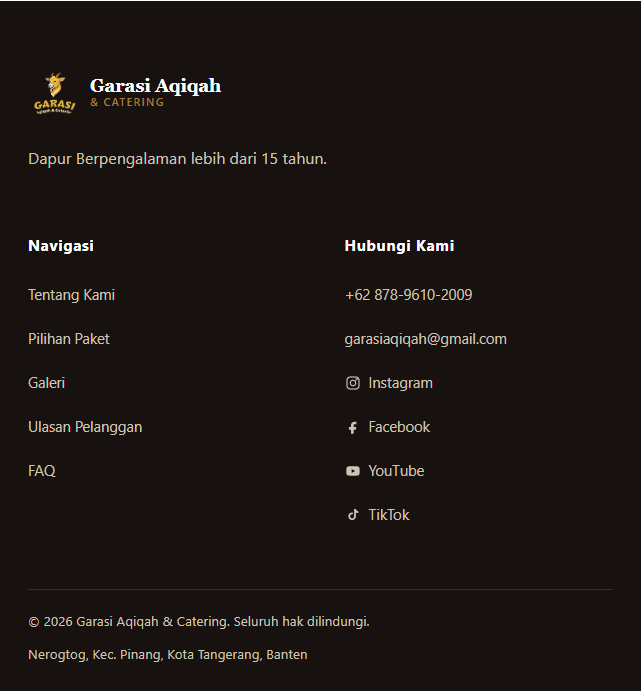 GARASI
Aqiqah & Catering
Garasi Aqiqah
& CATERING
Dapur Berpengalaman lebih dari 15 tahun.
Navigasi
Tentang Kami
Pilihan Paket
Galeri
Ulasan Pelanggan
FAQ
Hubungi Kami
+62 878-9610-2009
garasiaqiqah@gmail.com
Instagram
Facebook
YouTube
TikTok
© 2026 Garasi Aqiqah & Catering. Seluruh hak dilindungi.
Nerogtog, Kec. Pinang, Kota Tangerang, Banten